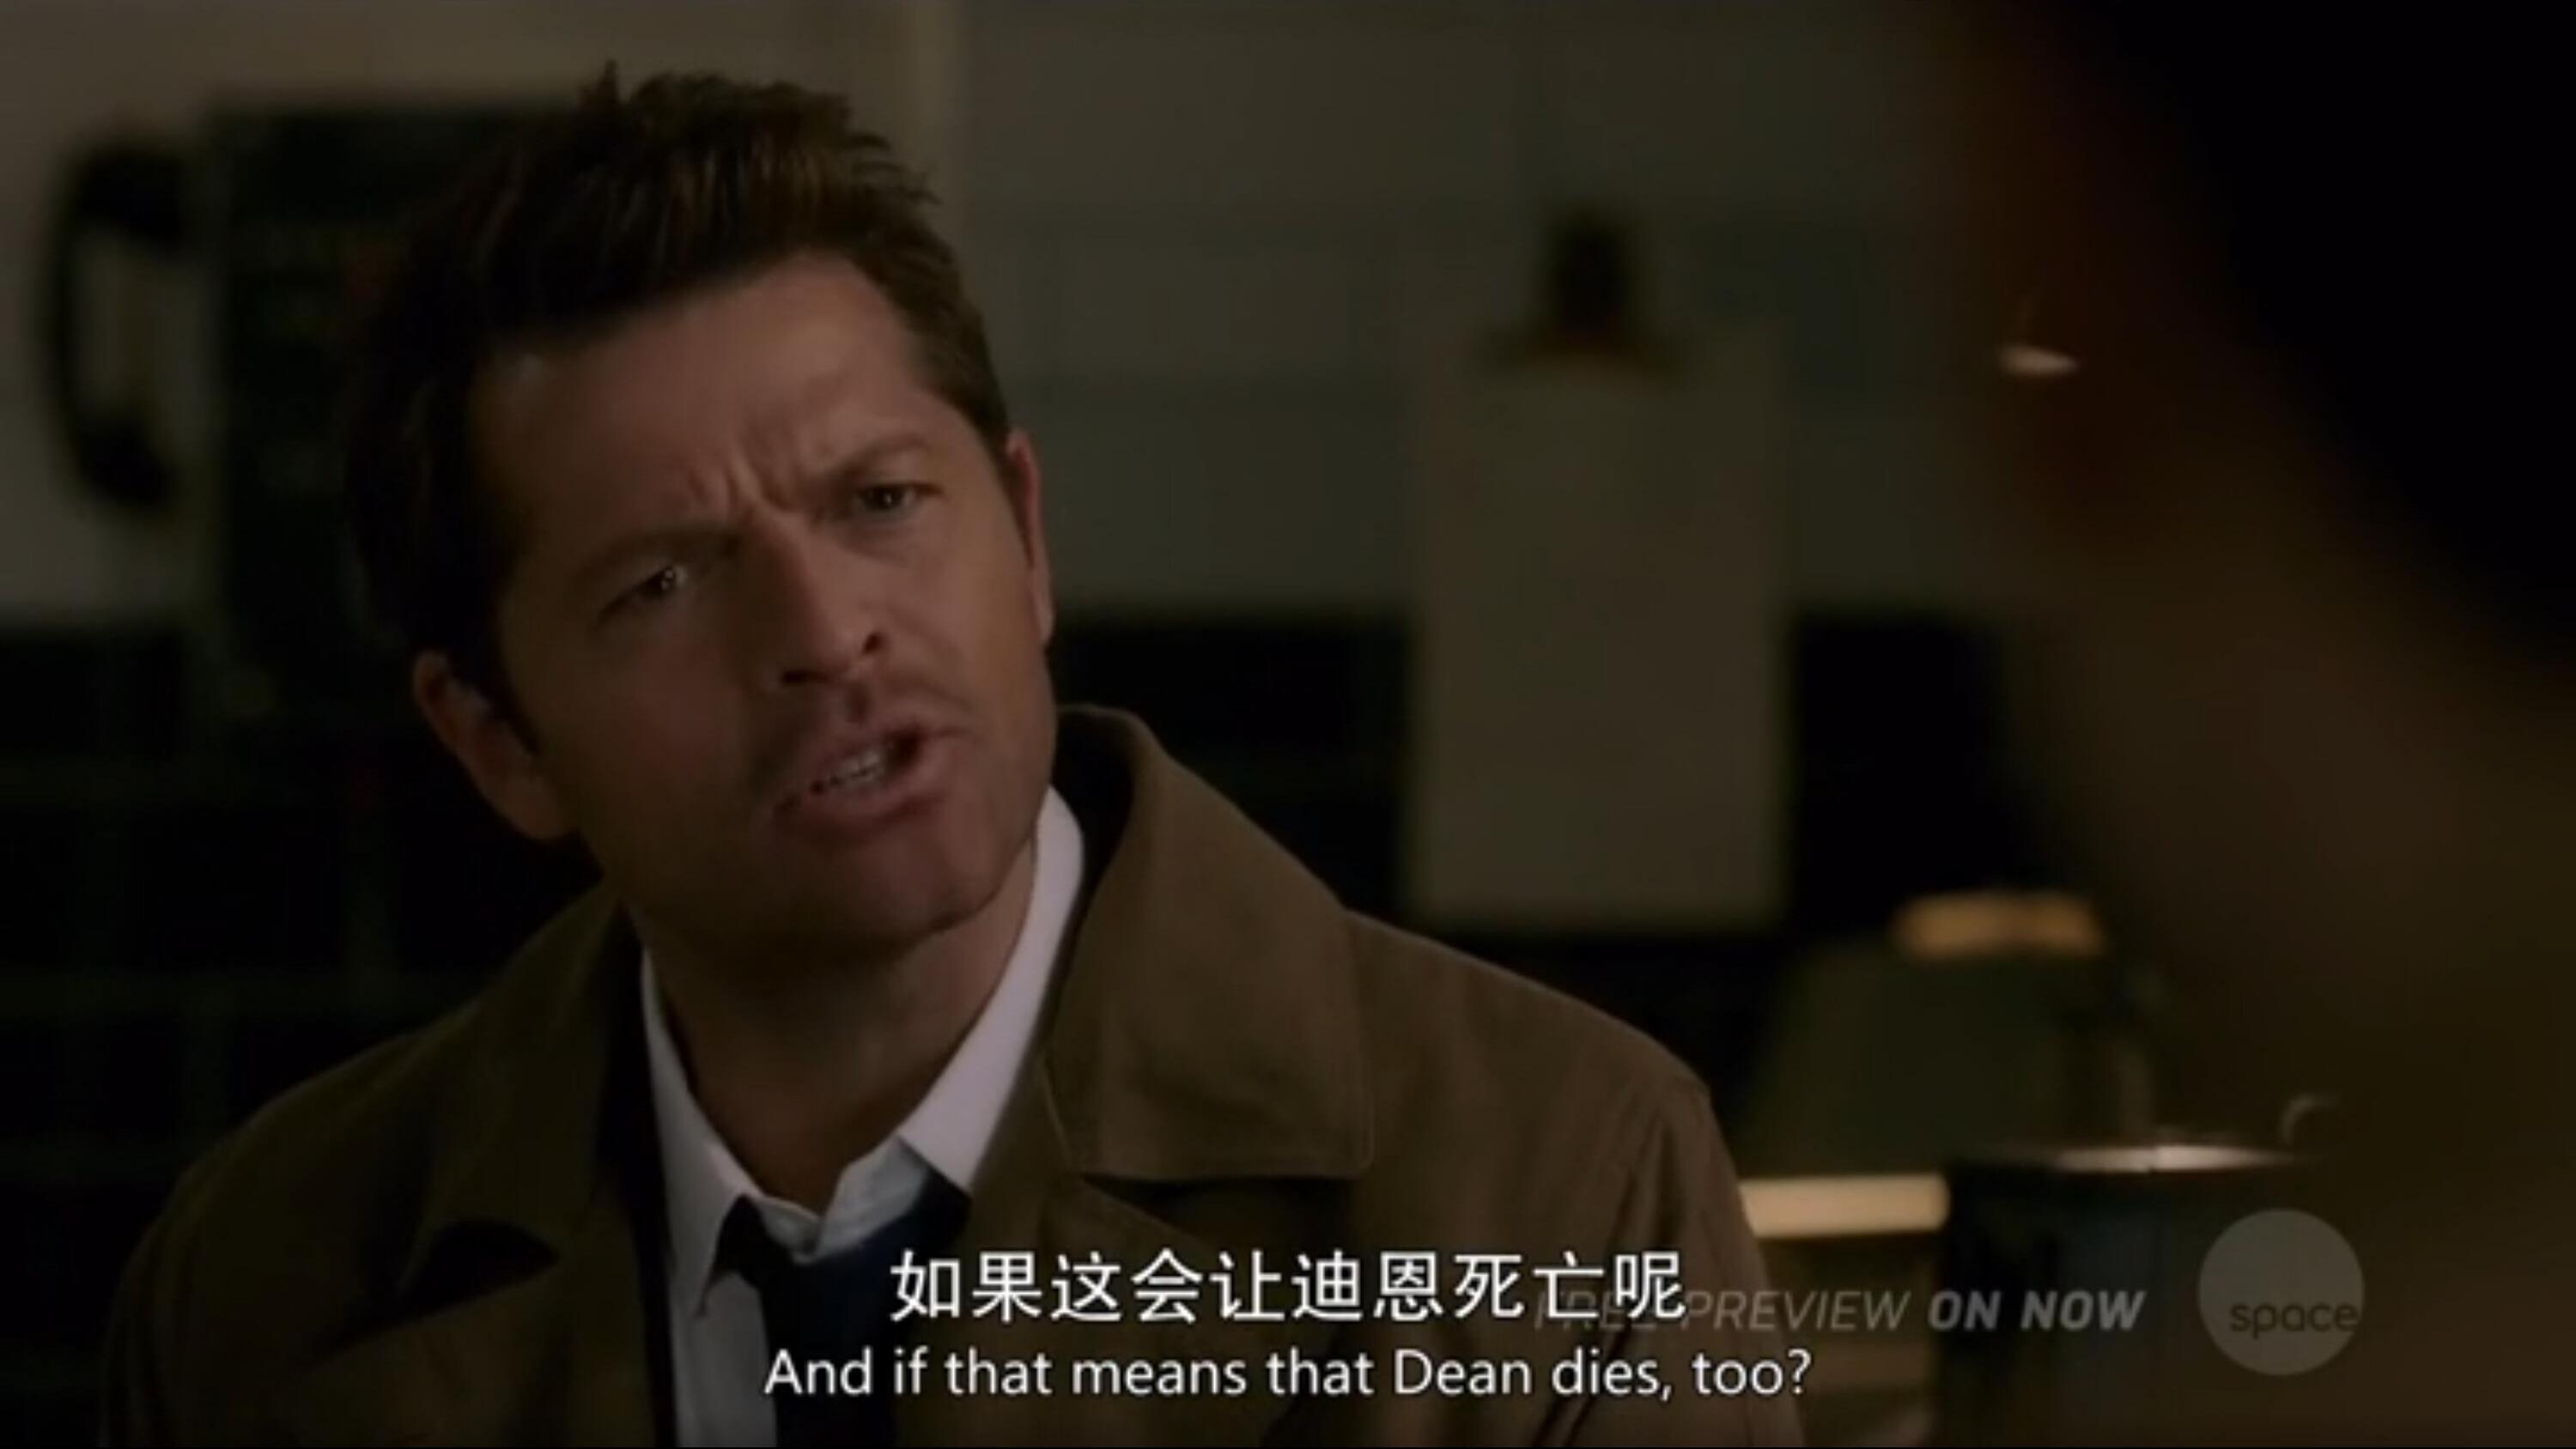 如果这会让迪恩死亡呢
FREE PREVIEW ON NOW
space
And if that means that Dean dies, too?